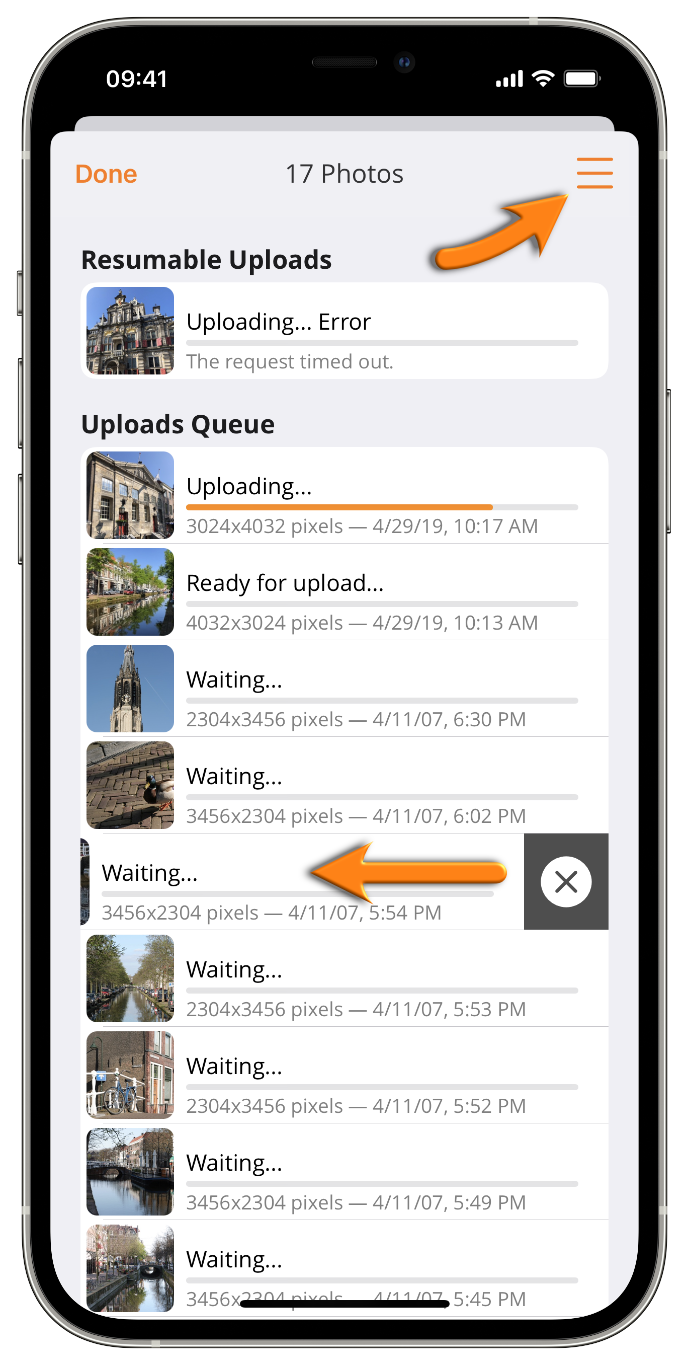 09:41
Done
17 Photos
Resumable Uploads
Uploading... Error
The request timed out.
Uploads Queue
Uploading...
3024x4032 pixels — 4/29/19, 10:17 AM
Ready for upload...
4032x3024 pixels — 4/29/19, 10:13 AM
Waiting...
2304x3456 pixels — 4/11/07, 6:30 PM
Waiting...
3456x2304 pixels — 4/11/07, 6:02 PM
Waiting...
3456x2304 pixels — 4/11/07, 5:54 PM
Waiting...
2304x3456 pixels — 4/11/07, 5:53 PM
Waiting...
2304x3456 pixels — 4/11/07, 5:52 PM
Waiting...
3456x2304 pixels — 4/11/07, 5:49 PM
Waiting...
3456x2304 pixels — 4/11/07, 5:45 PM